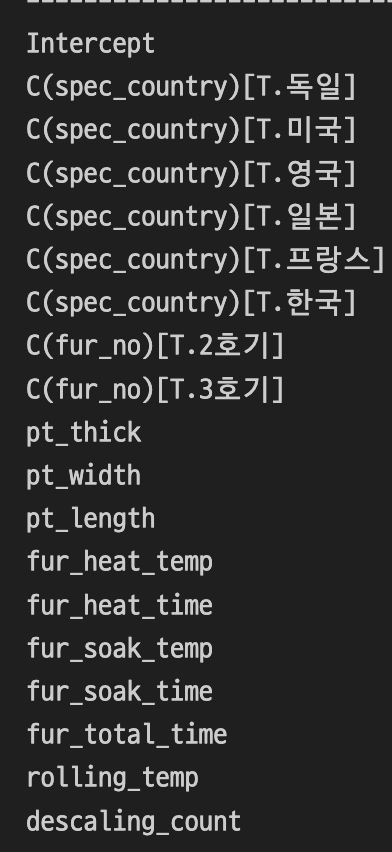 Intercept
C(spec_country)[T.독일]
C(spec_country)[T.미국]
C(spec_country)[T.영국]
C(spec_country)[T.일본]
C(spec_country)[T.프랑스]
C(spec_country)[T.한국]
C(fur_no)[T.2호기]
C(fur_no)[T.3호기]
pt_thick
pt_width
pt_length
fur_heat_temp
fur_heat_time
fur_soak_temp
fur_soak_time
fur_total_time
rolling_temp
descaling_count